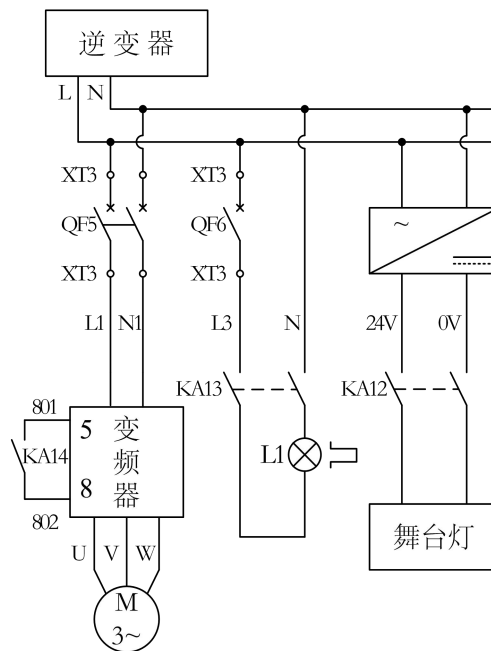 逆变器
L N
XT3 XT3
QF5 QF6
~
XT3 XT3
L1 N1 L3 N 24V 0V
KA13 KA12
801
5 变频器
KA14
8
802
L1
U V W
舞台灯
M
3~